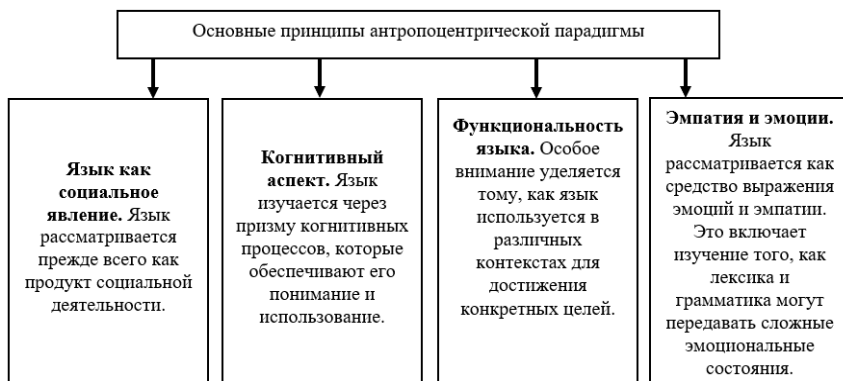 Основные принципы антропоцентрической парадигмы
Язык как
социальное
явление. Язык
рассматривается
прежде всего как
продукт социальной
деятельности.
Когнитивный
аспект. Язык
изучается через
призму когнитивных
процессов, которые
обеспечивают его
понимание и
использование.
Функциональность
языка. Особое
внимание уделяется
тому, как язык
используется в
различных
контекстах для
достижения
конкретных целей.
Эмпатия и эмоции.
Язык
рассматривается как
средство выражения
эмоций и эмпатии.
Это включает
изучение того, как
лексика и
грамматика могут
передавать сложные
эмоциональные
состояния.